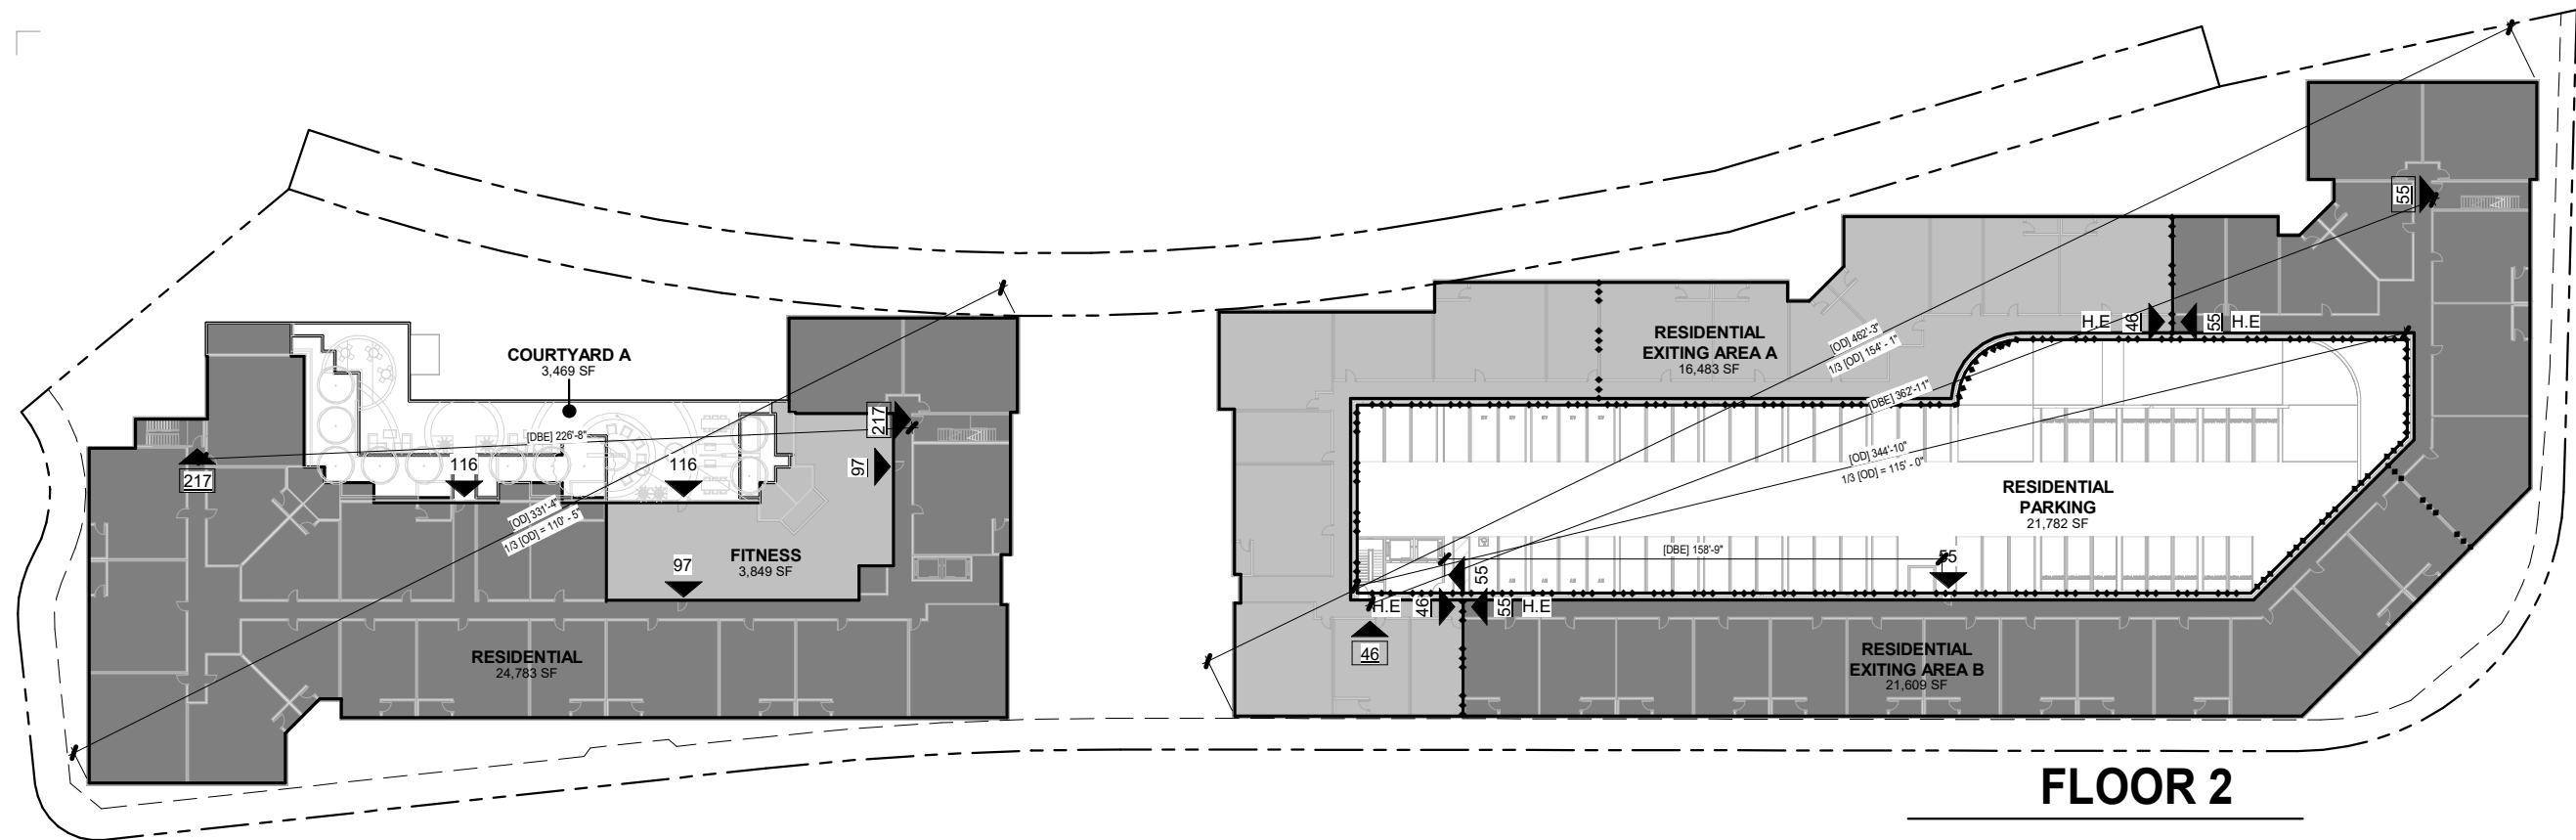 COURTYARD A
3,469 SF
[DBE] 226'-8"
217
217
97
116
116
[OD] 331'-4"
1/3 [OD] = 110' - 5"
FITNESS
3,849 SF
97
RESIDENTIAL
24,783 SF
RESIDENTIAL
EXITING AREA A
16,483 SF
[OD] 462'-3"
1/3 [OD] 154' - 1"
H.E
46
55
H.E
55
[DBE] 362'-11"
[OD] 344'-10"
1/3 [OD] = 115' - 0"
RESIDENTIAL
PARKING
21,782 SF
[DBE] 158'-9"
55
55
H.E
46
55
H.E
46
RESIDENTIAL
EXITING AREA B
21,609 SF
FLOOR 2